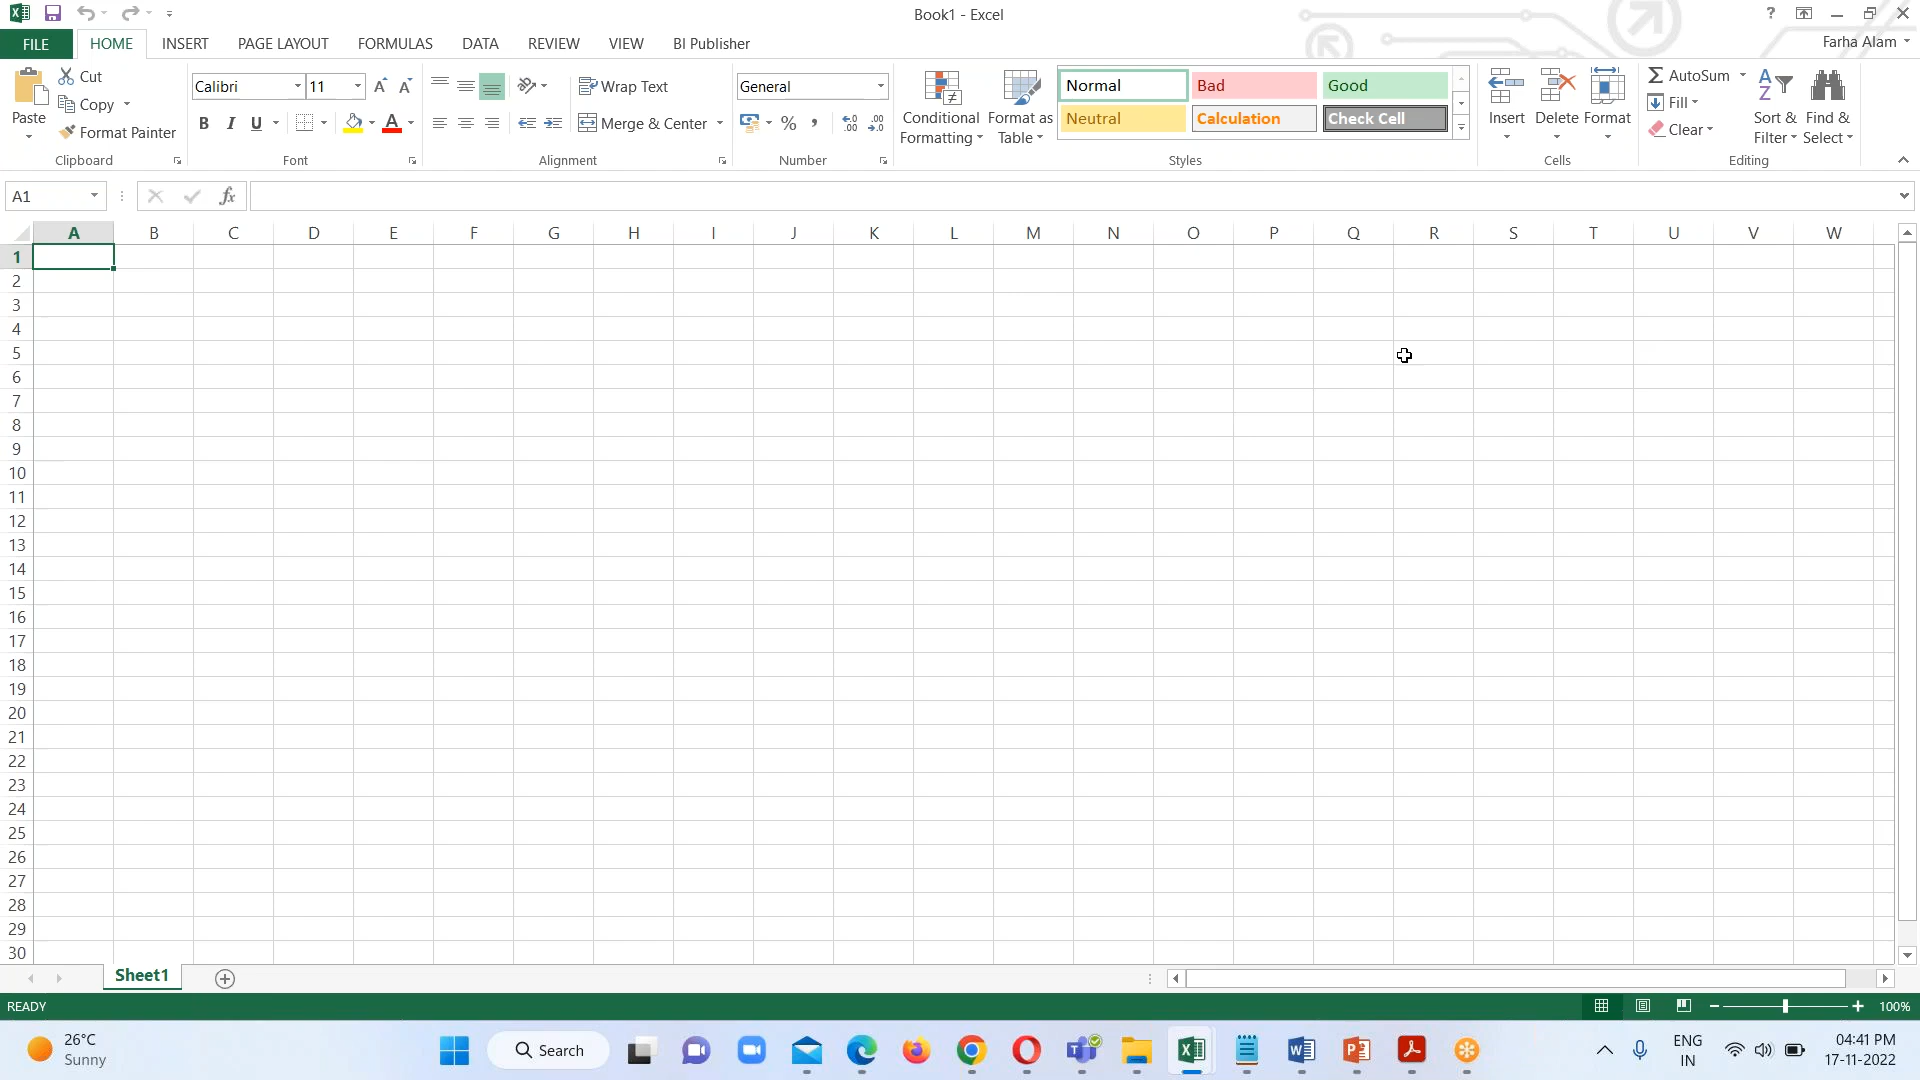 Book1 - Excel
?
FILE HOME INSERT PAGE LAYOUT FORMULAS DATA REVIEW VIEW BI Publisher
Farha Alam
Paste
Cut
Copy
Format Painter
Clipboard
Calibri 11
B I U A
Font
Wrap Text
Merge & Center
Alignment
General
% ,
Number
Conditional Formatting
Format as Table
Normal Bad Good
Neutral Calculation Check Cell
Styles
Insert Delete Format
Cells
AutoSum
Fill
Clear
Sort & Filter
Find & Select
Editing
A1
fx
A B C D E F G H I J K L M N O P Q R S T U V W
1
2
3
4
5
6
7
8
9
10
11
12
13
14
15
16
17
18
19
20
21
22
23
24
25
26
27
28
29
30
Sheet1
READY
100%
26°C
Sunny
Search
ENG
IN
04:41 PM
17-11-2022